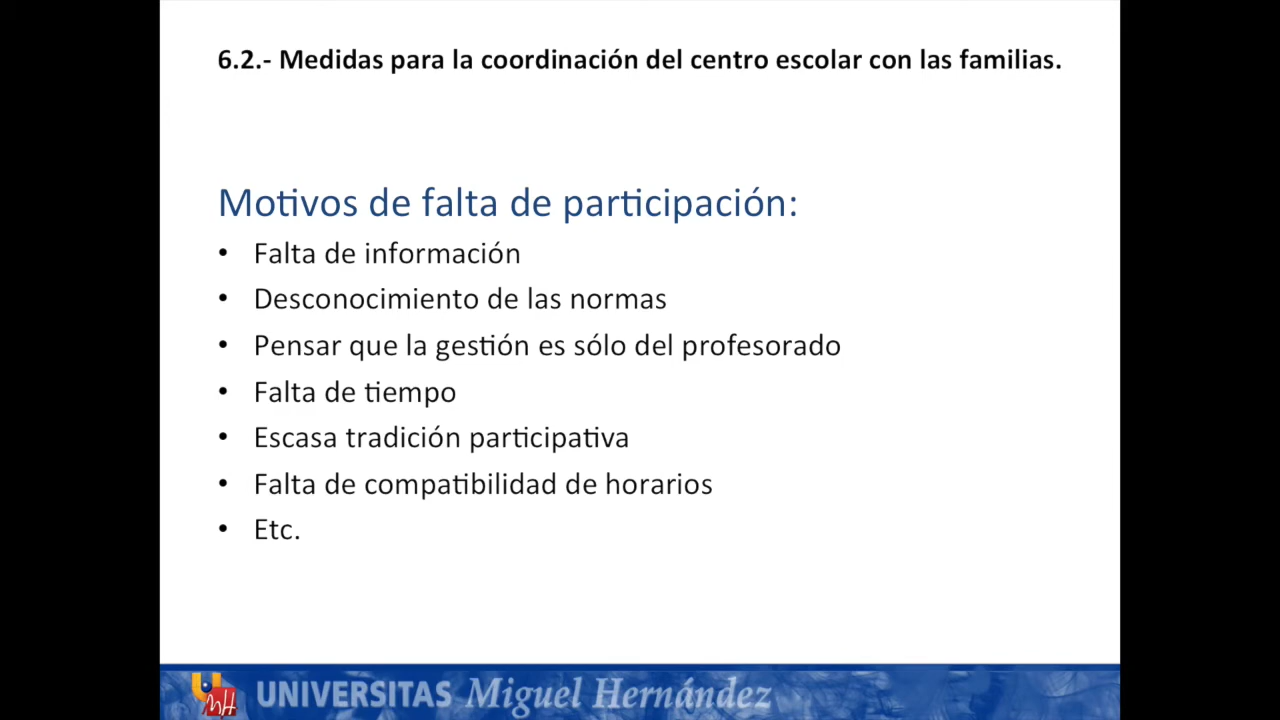 6.2.- Medidas para la coordinación del centro escolar con las familias.
Motivos de falta de participación:
• Falta de información
• Desconocimiento de las normas
• Pensar que la gestión es sólo del profesorado
• Falta de tiempo
• Escasa tradición participativa
• Falta de compatibilidad de horarios
• Etc.
UNIVERSITAS Miguel Hernández